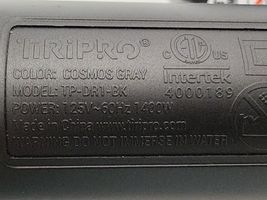 TIRIPRO®
C US
Intertek
4000189
COLOR: COSMOS GRAY
MODEL: TP-DR1-BK
POWER: 125V~60Hz 1400W
Made in China www.tiripro.com
WARNING DO NOT IMMERSE IN WATER